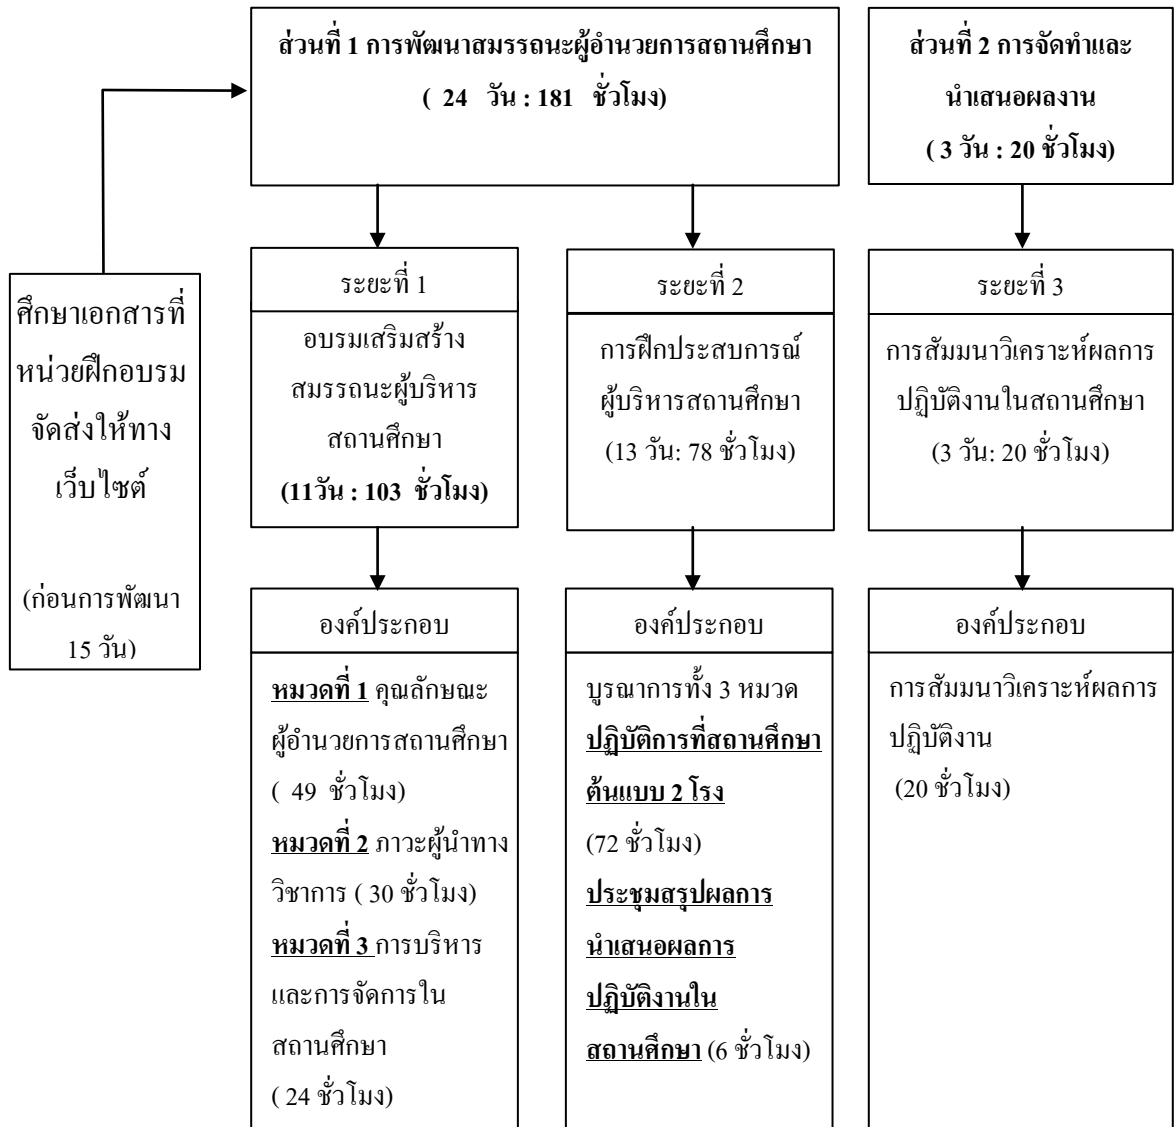 ส่วนที่ 1 การพัฒนาสมรรถนะผู้อำนวยการสถานศึกษา
( 24 วัน : 181 ชั่วโมง)
ส่วนที่ 2 การจัดทำและ
นำเสนอผลงาน
( 3 วัน : 20 ชั่วโมง)
ศึกษาเอกสารที่
หน่วยฝึกอบรม
จัดส่งให้ทาง
เว็บไซต์
(ก่อนการพัฒนา
15 วัน)
ระยะที่ 1
อบรมเสริมสร้าง
สมรรถนะผู้บริหาร
สถานศึกษา
(11วัน : 103 ชั่วโมง)
ระยะที่ 2
การฝึกประสบการณ์
ผู้บริหารสถานศึกษา
(13 วัน: 78 ชั่วโมง)
ระยะที่ 3
การสัมมนาวิเคราะห์ผลการ
ปฏิบัติงานในสถานศึกษา
(3 วัน: 20 ชั่วโมง)
องค์ประกอบ
หมวดที่ 1 คุณลักษณะ
ผู้อำนวยการสถานศึกษา
( 49 ชั่วโมง)
หมวดที่ 2 ภาวะผู้นำทาง
วิชาการ ( 30 ชั่วโมง)
หมวดที่ 3 การบริหาร
และการจัดการใน
สถานศึกษา
( 24 ชั่วโมง)
องค์ประกอบ
บูรณาการทั้ง 3 หมวด
ปฏิบัติการที่สถานศึกษา
ต้นแบบ 2 โรง
(72 ชั่วโมง)
ประชุมสรุปผลการ
นำเสนอผลการ
ปฏิบัติงานใน
สถานศึกษา (6 ชั่วโมง)
องค์ประกอบ
การสัมมนาวิเคราะห์ผลการ
ปฏิบัติงาน
(20 ชั่วโมง)